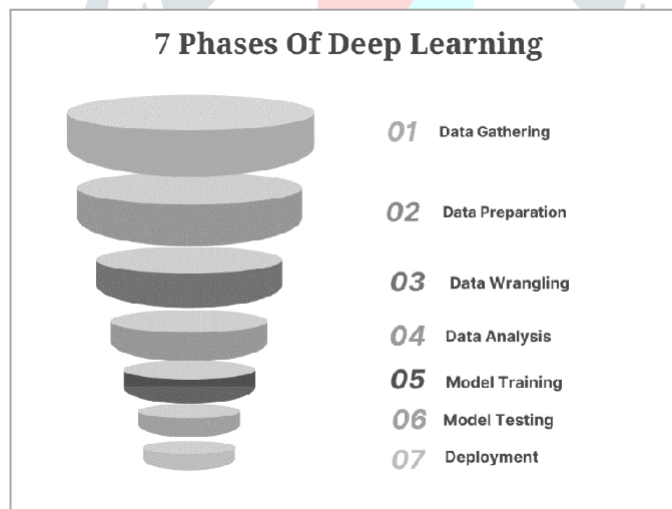 7 Phases Of Deep Learning
01 Data Gathering
02 Data Preparation
03 Data Wrangling
04 Data Analysis
05 Model Training
06 Model Testing
07 Deployment